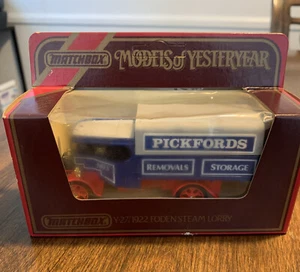 MATCHBOX MODELS of YESTERYEAR
PICKFORDS
REMOVALS STORAGE
MATCHBOX Y-27 1922 FODEN STEAM LORRY